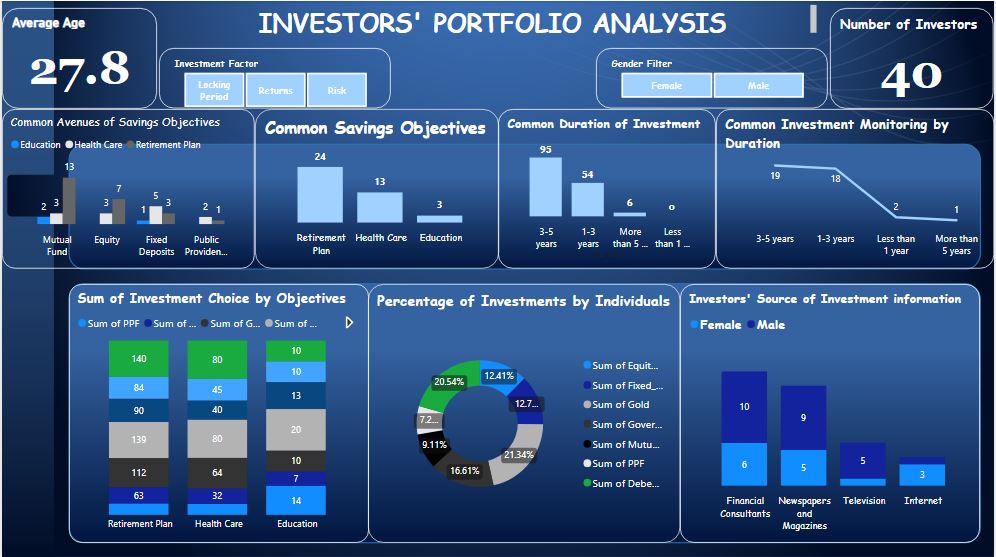 INVESTORS' PORTFOLIO ANALYSIS
Average Age
27.8
Investment Factor
Locking Period
Returns
Risk
Gender Filter
Female
Male
Number of Investors
40
Common Avenues of Savings Objectives
Education Health Care Retirement Plan
2 3 13
3 7
1 5 3
2 1
Mutual Fund
Equity
Fixed Deposits
Public Providen...
Common Savings Objectives
24
13
3
Retirement Plan
Health Care
Education
Common Duration of Investment
95
54
6
0
3-5 years
1-3 years
More than 5 ...
Less than 1 ...
Common Investment Monitoring by
Duration
19
18
2
1
3-5 years
1-3 years
Less than 1 year
More than 5 years
Sum of Investment Choice by Objectives
Sum of PPF Sum of ... Sum of G... Sum of ...
140
84
90
139
112
63
80
45
40
80
64
32
10
10
13
20
10
7
14
Retirement Plan
Health Care
Education
Percentage of Investments by Individuals
12.41%
12.7...
21.34%
16.61%
9.11%
7.2...
20.54%
Sum of Equit...
Sum of Fixed_...
Sum of Gold
Sum of Gover...
Sum of Mutu...
Sum of PPF
Sum of Debe...
Investors' Source of Investment information
Female Male
10
6
9
5
5
3
Financial Consultants
Newspapers and Magazines
Television
Internet